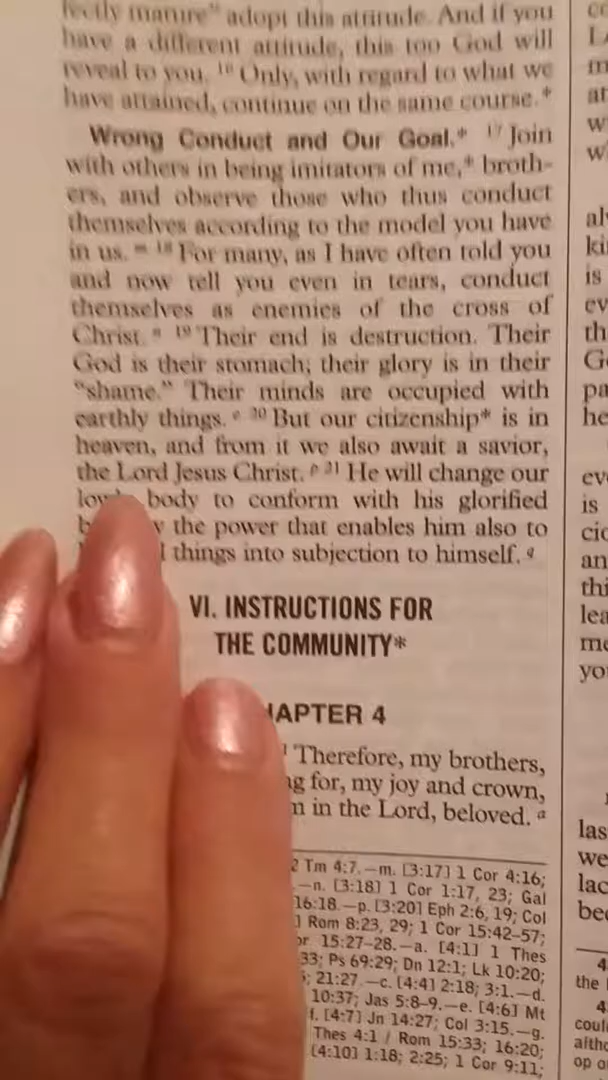 fectly mature" adopt this attitude. And if you
have a different attitude, this too God will
reveal to you. 16 Only, with regard to what we
have attained, continue on the same course.*
Wrong Conduct and Our Goal.* 17 Join
with others in being imitators of me,* broth-
ers, and observe those who thus conduct
themselves according to the model you have
in us. m 18 For many, as I have often told you
and now tell you even in tears, conduct
themselves as enemies of the cross of
Christ. n 19 Their end is destruction. Their
God is their stomach; their glory is in their
"shame." Their minds are occupied with
earthly things. o 20 But our citizenship* is in
heaven, and from it we also await a savior,
the Lord Jesus Christ. p 21 He will change our
body to conform with his glorified
the power that enables him also to
things into subjection to himself. q
VI. INSTRUCTIONS FOR
THE COMMUNITY*
APTER 4
1 Therefore, my brothers,
ng for, my joy and crown,
in the Lord, beloved. a
2 Tm 4:7.—m. [3:17] 1 Cor 4:16;
—n. [3:18] 1 Cor 1:17, 23; Gal
16:18.—p. [3:20] Eph 2:6, 19; Col
] Rom 8:23, 29; 1 Cor 15:42–57;
or 15:27–28.—a. [4:1] 1 Thes
33; Ps 69:29; Dn 12:1; Lk 10:20;
; 21:27.—c. [4:4] 2:18; 3:1.—d.
10:37; Jas 5:8–9.—e. [4:6] Mt
f. [4:7] Jn 14:27; Col 3:15.—g.
Thes 4:1 / Rom 15:33; 16:20;
[4:10] 1:18; 2:25; 1 Cor 9:11;